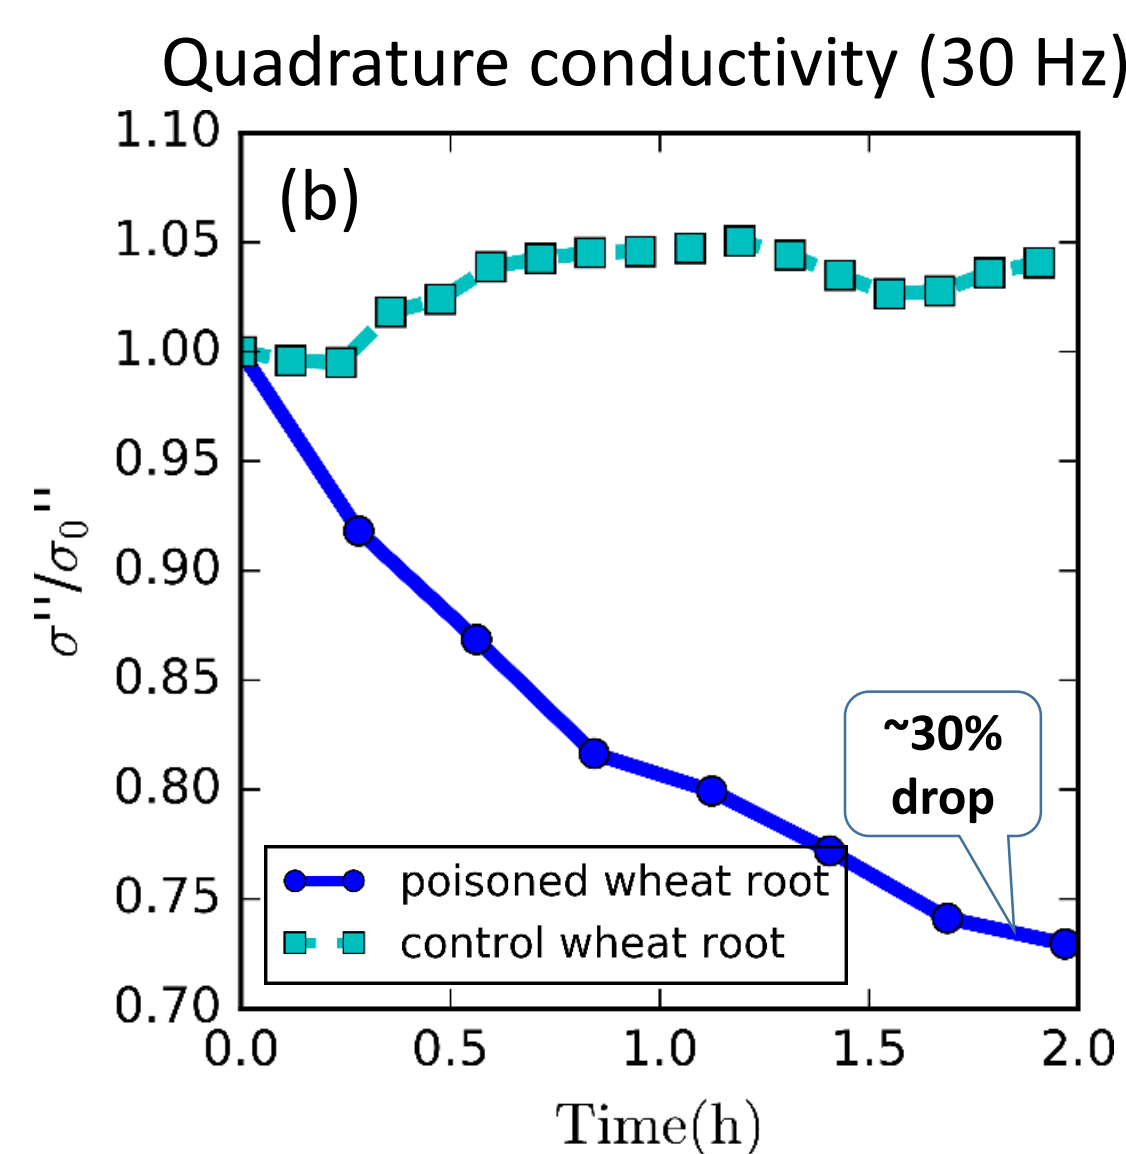 Quadrature conductivity (30 Hz)
(b)
1.10
1.05
1.00
0.95
0.90
0.85
0.80
0.75
0.70
σ''/σ₀''
~30%
drop
poisoned wheat root
control wheat root
0.0 0.5 1.0 1.5 2.0
Time(h)